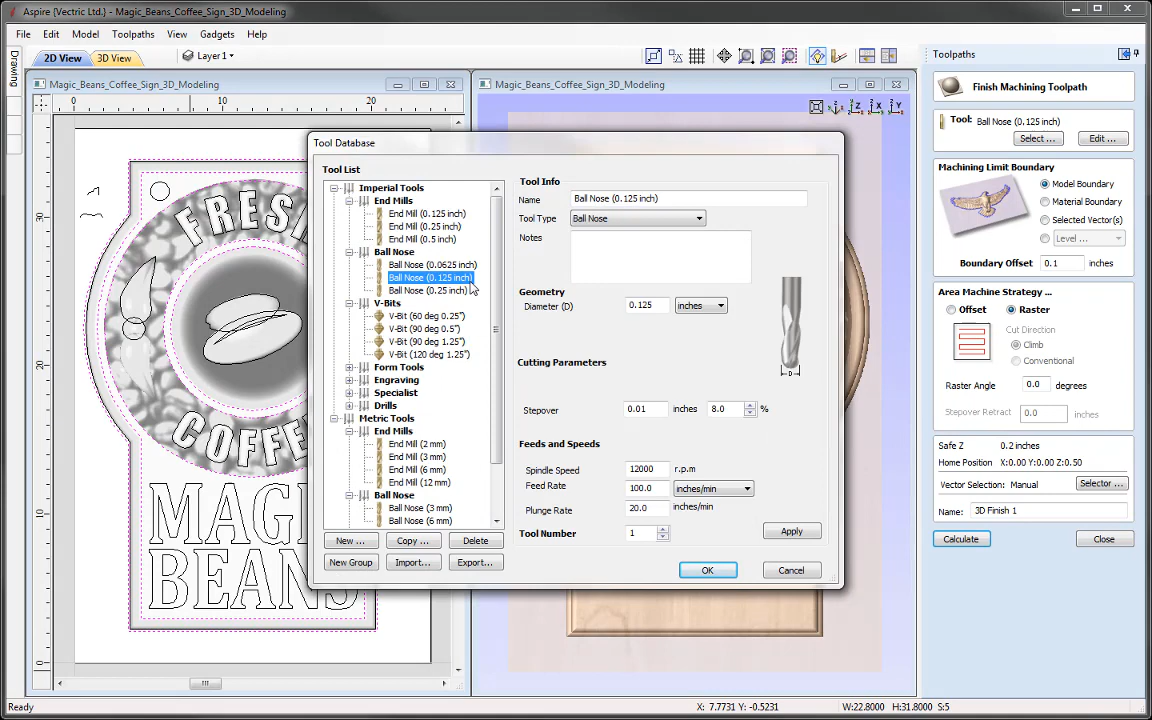 Aspire {Vectric Ltd.} - Magic_Beans_Coffee_Sign_3D_Modeling
File Edit Model Toolpaths View Gadgets Help
2D View 3D View Layer 1
Drawing
Magic_Beans_Coffee_Sign_3D_Modeling
0 10 20
30
20
10
0
FRESH
COFFE
MAG
BEANS
Magic_Beans_Coffee_Sign_3D_Modeling
Z Z X Y
Tool Database
Tool List
Imperial Tools
End Mills
End Mill (0.125 inch)
End Mill (0.25 inch)
End Mill (0.5 inch)
Ball Nose
Ball Nose (0.0625 inch)
Ball Nose (0.125 inch)
Ball Nose (0.25 inch)
V-Bits
V-Bit (60 deg 0.25")
V-Bit (90 deg 0.5")
V-Bit (90 deg 1.25")
V-Bit (120 deg 1.25")
Form Tools
Engraving
Specialist
Drills
Metric Tools
End Mills
End Mill (2 mm)
End Mill (3 mm)
End Mill (6 mm)
End Mill (12 mm)
Ball Nose
Ball Nose (3 mm)
Ball Nose (6 mm)
New ... Copy ... Delete
New Group Import... Export...
Tool Info
Name Ball Nose (0.125 inch)
Tool Type Ball Nose
Notes
Geometry
Diameter (D) 0.125 inches
D
Cutting Parameters
Stepover 0.01 inches 8.0 %
Feeds and Speeds
Spindle Speed 12000 r.p.m
Feed Rate 100.0 inches/min
Plunge Rate 20.0 inches/min
Tool Number 1
Apply
OK Cancel
Toolpaths
Finish Machining Toolpath
Tool: Ball Nose (0.125 inch)
Select ... Edit ...
Machining Limit Boundary
Model Boundary
Material Boundary
Selected Vector(s)
Level ...
Boundary Offset 0.1 inches
Area Machine Strategy ...
Offset Raster
Cut Direction
Climb
Conventional
Raster Angle 0.0 degrees
Stepover Retract 0.0 inches
Safe Z 0.2 inches
Home Position X:0.00 Y:0.00 Z:0.50
Vector Selection: Manual Selector ...
Name: 3D Finish 1
Calculate Close
Ready X: 7.7731 Y: -0.5231 W:22.8000 H:31.8000 S:5